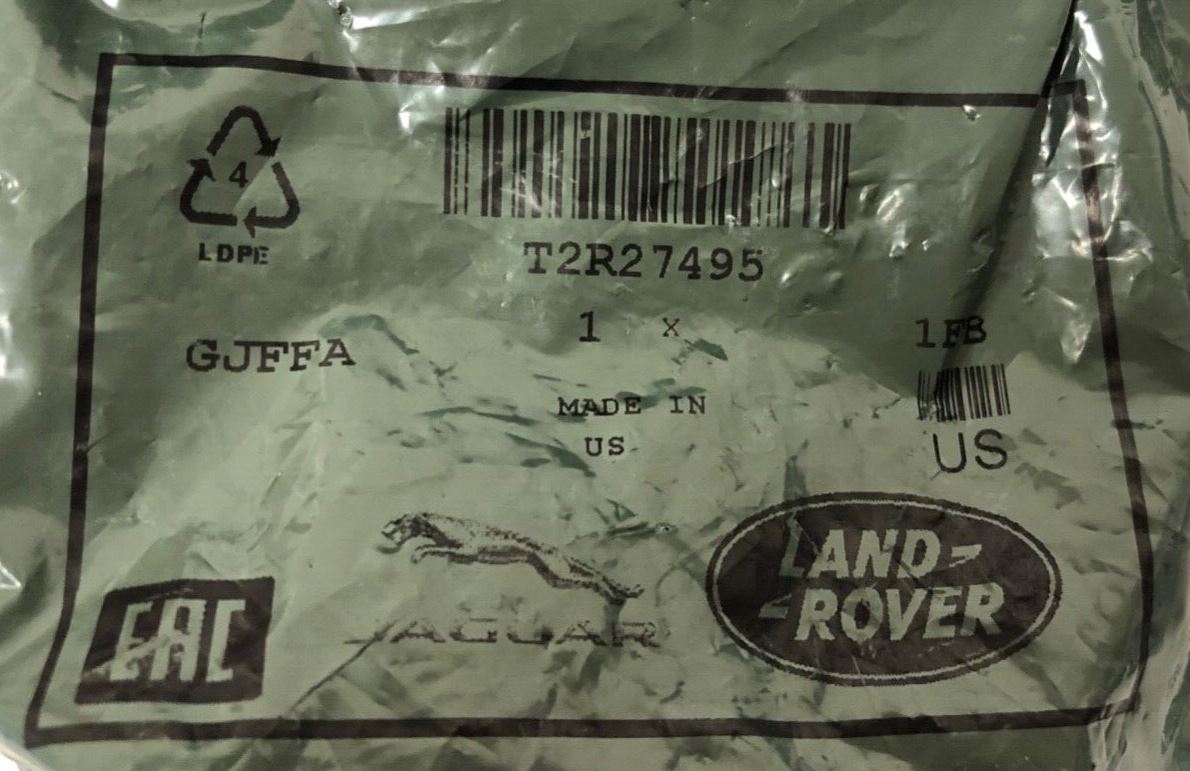 4
LDPE
T2R27495
1 x
1FB
GJFFA
MADE IN
US
US
EAC
JAGUAR
LAND-
-ROVER